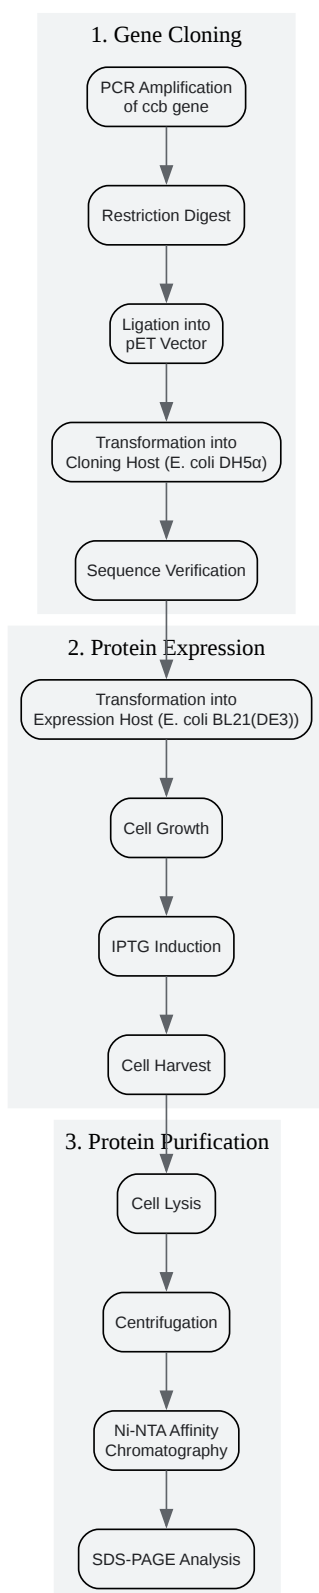 1. Gene Cloning
PCR Amplification
of ccb gene
Restriction Digest
Ligation into
pET Vector
Transformation into
Cloning Host (E. coli DH5α)
Sequence Verification
2. Protein Expression
Transformation into
Expression Host (E. coli BL21(DE3))
Cell Growth
IPTG Induction
Cell Harvest
3. Protein Purification
Cell Lysis
Centrifugation
Ni-NTA Affinity
Chromatography
SDS-PAGE Analysis